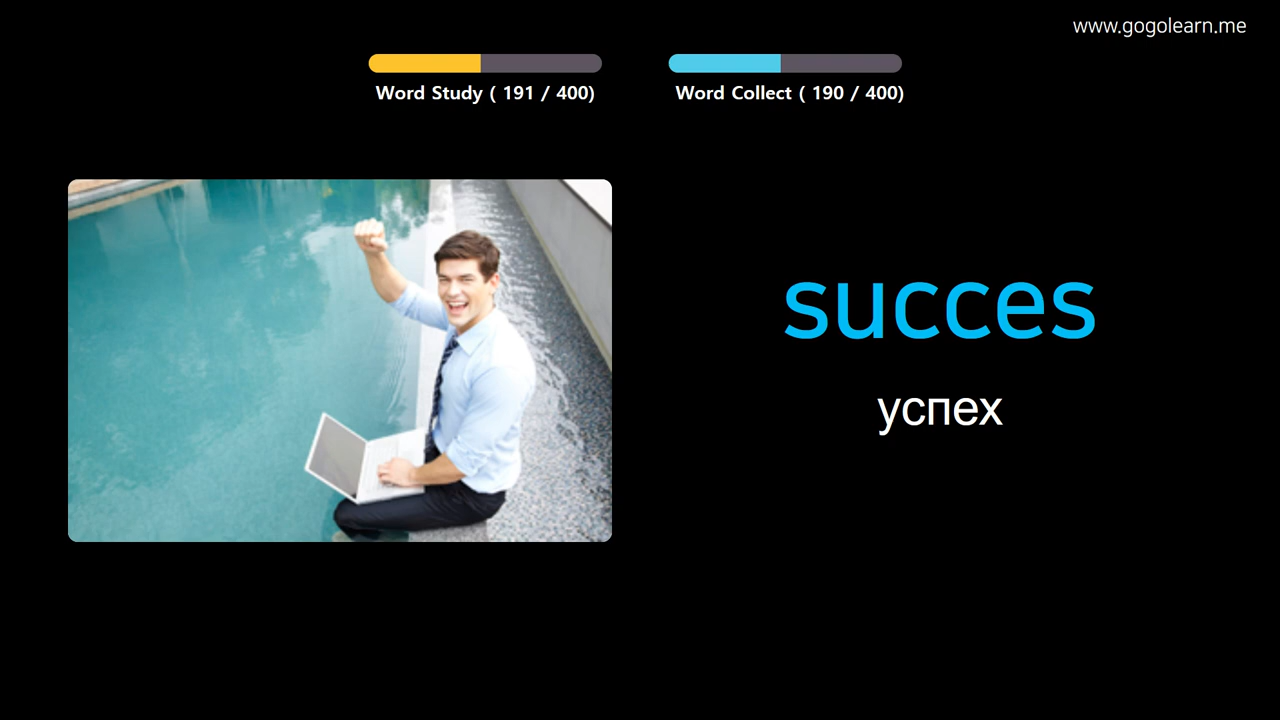 www.gogolearn.me
Word Study ( 191 / 400)
Word Collect ( 190 / 400)
succes
успех